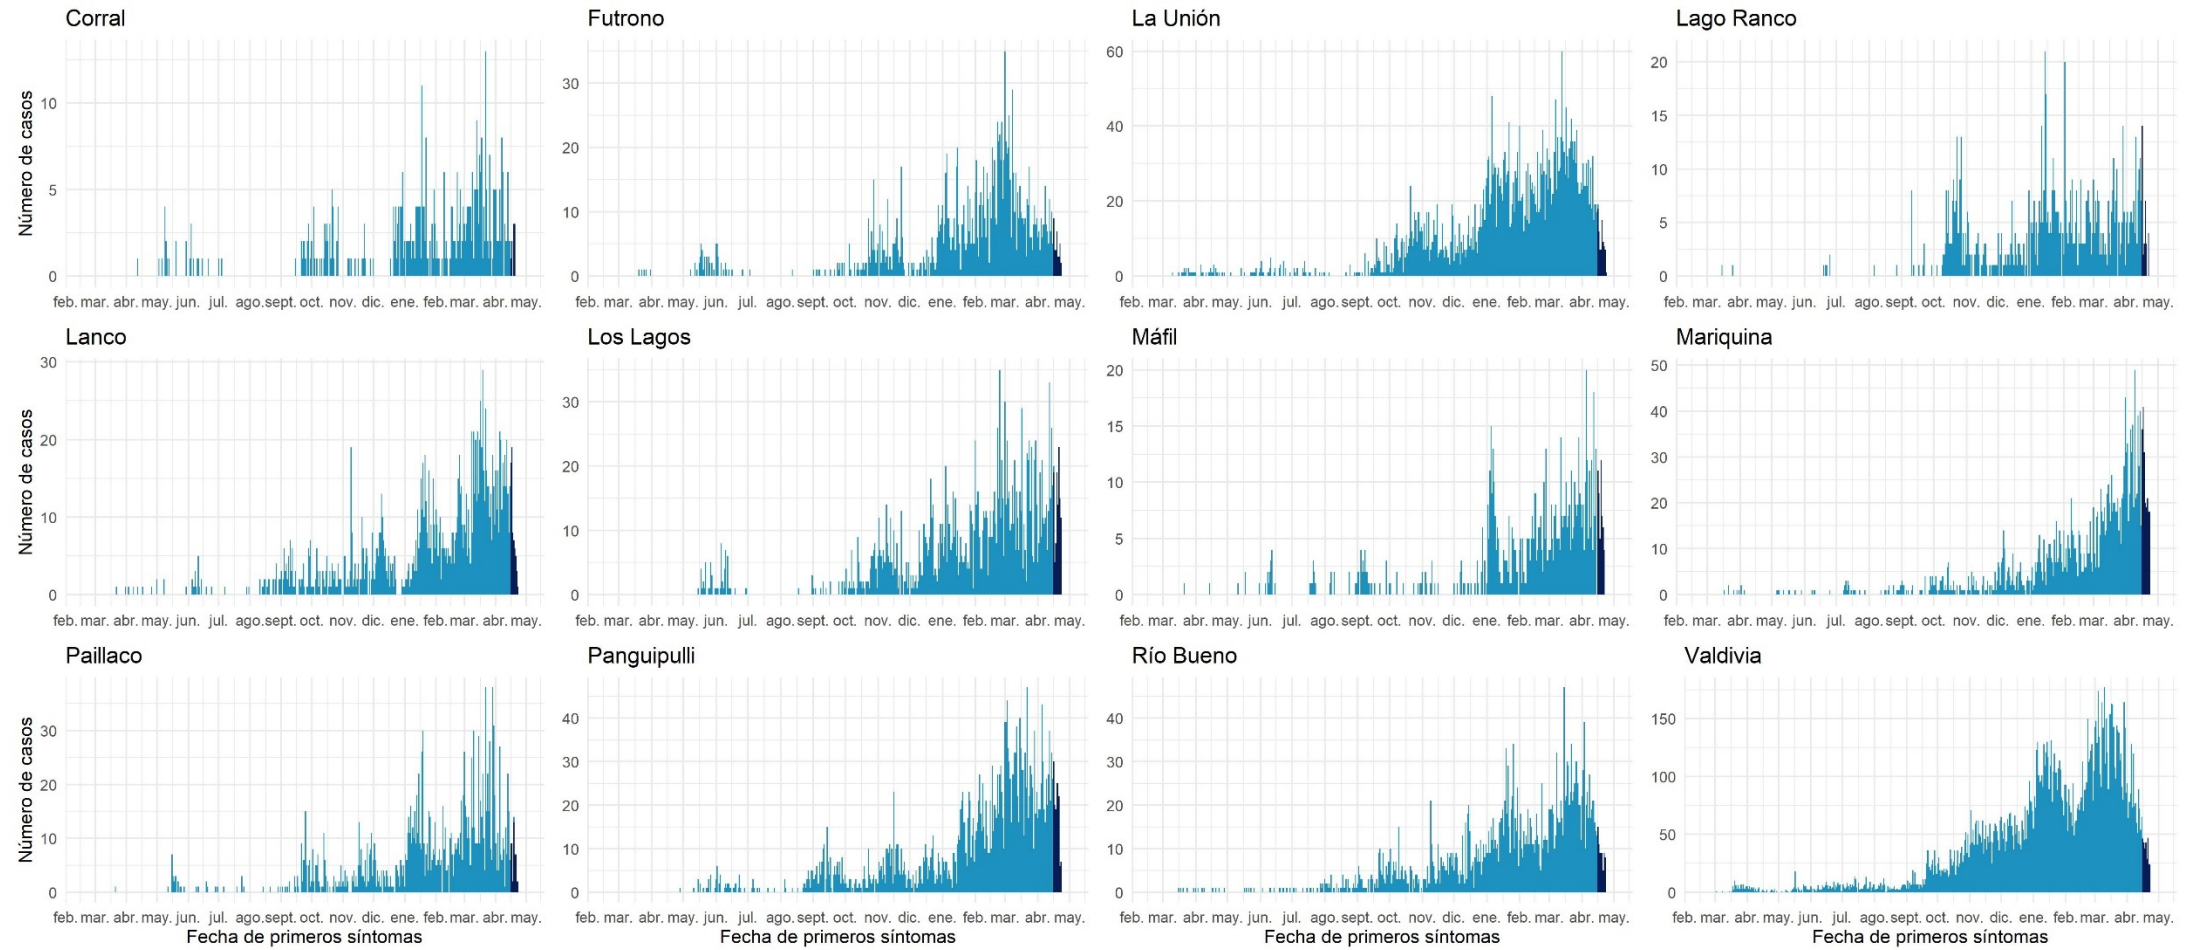 Corral
Futrono
La Unión
Lago Ranco
Número de casos
10
5
0
30
20
10
0
60
40
20
0
20
15
10
5
0
feb. mar. abr. may. jun. jul. ago. sept. oct. nov. dic. ene. feb. mar. abr. may.
feb. mar. abr. may. jun. jul. ago. sept. oct. nov. dic. ene. feb. mar. abr. may.
feb. mar. abr. may. jun. jul. ago. sept. oct. nov. dic. ene. feb. mar. abr. may.
feb. mar. abr. may. jun. jul. ago. sept. oct. nov. dic. ene. feb. mar. abr. may.
Lanco
Los Lagos
Máfil
Mariquina
Número de casos
30
20
10
0
30
20
10
0
20
15
10
5
0
50
40
30
20
10
0
feb. mar. abr. may. jun. jul. ago. sept. oct. nov. dic. ene. feb. mar. abr. may.
feb. mar. abr. may. jun. jul. ago. sept. oct. nov. dic. ene. feb. mar. abr. may.
feb. mar. abr. may. jun. jul. ago. sept. oct. nov. dic. ene. feb. mar. abr. may.
feb. mar. abr. may. jun. jul. ago. sept. oct. nov. dic. ene. feb. mar. abr. may.
Paillaco
Panguipulli
Río Bueno
Valdivia
Número de casos
30
20
10
0
40
30
20
10
0
40
30
20
10
0
150
100
50
0
feb. mar. abr. may. jun. jul. ago. sept. oct. nov. dic. ene. feb. mar. abr. may.
feb. mar. abr. may. jun. jul. ago. sept. oct. nov. dic. ene. feb. mar. abr. may.
feb. mar. abr. may. jun. jul. ago. sept. oct. nov. dic. ene. feb. mar. abr. may.
feb. mar. abr. may. jun. jul. ago. sept. oct. nov. dic. ene. feb. mar. abr. may.
Fecha de primeros síntomas
Fecha de primeros síntomas
Fecha de primeros síntomas
Fecha de primeros síntomas